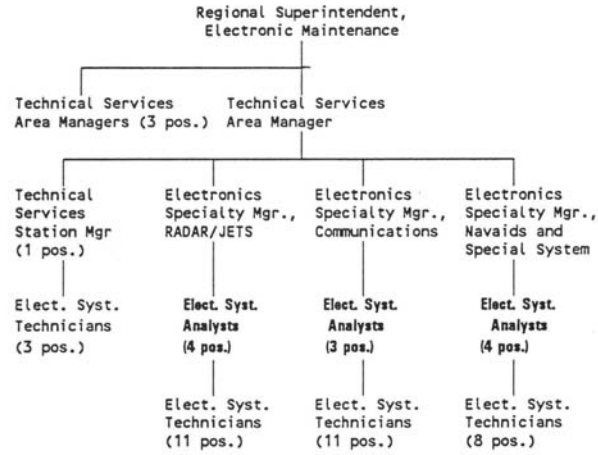 Regional Superintendent,
Electronic Maintenance
Technical Services
Area Managers (3 pos.)
Technical Services
Area Manager
Technical
Services
Station Mgr
(1 pos.)
Electronics
Specialty Mgr.,
RADAR/JETS
Electronics
Specialty Mgr.,
Communications
Electronics
Specialty Mgr.,
Navaids and
Special System
Elect. Syst.
Technicians
(3 pos.)
Elect. Syst.
Analysts
(4 pos.)
Elect. Syst.
Analysts
(3 pos.)
Elect. Syst.
Analysts
(4 pos.)
Elect. Syst.
Technicians
(11 pos.)
Elect. Syst.
Technicians
(11 pos.)
Elect. Syst.
Technicians
(8 pos.)